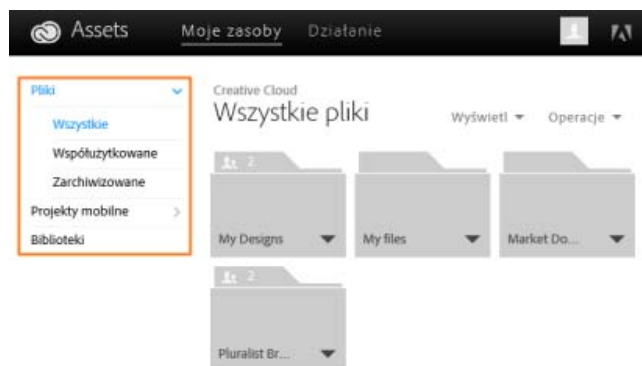 Assets Moje zasoby Działanie
Pliki
Wszystkie
Współużytkowane
Zarchiwizowane
Projekty mobilne
Biblioteki
Creative Cloud
Wszystkie pliki
Wyświetl Operacje
2
My Designs
My files
Market Do...
2
Pluralist Br...